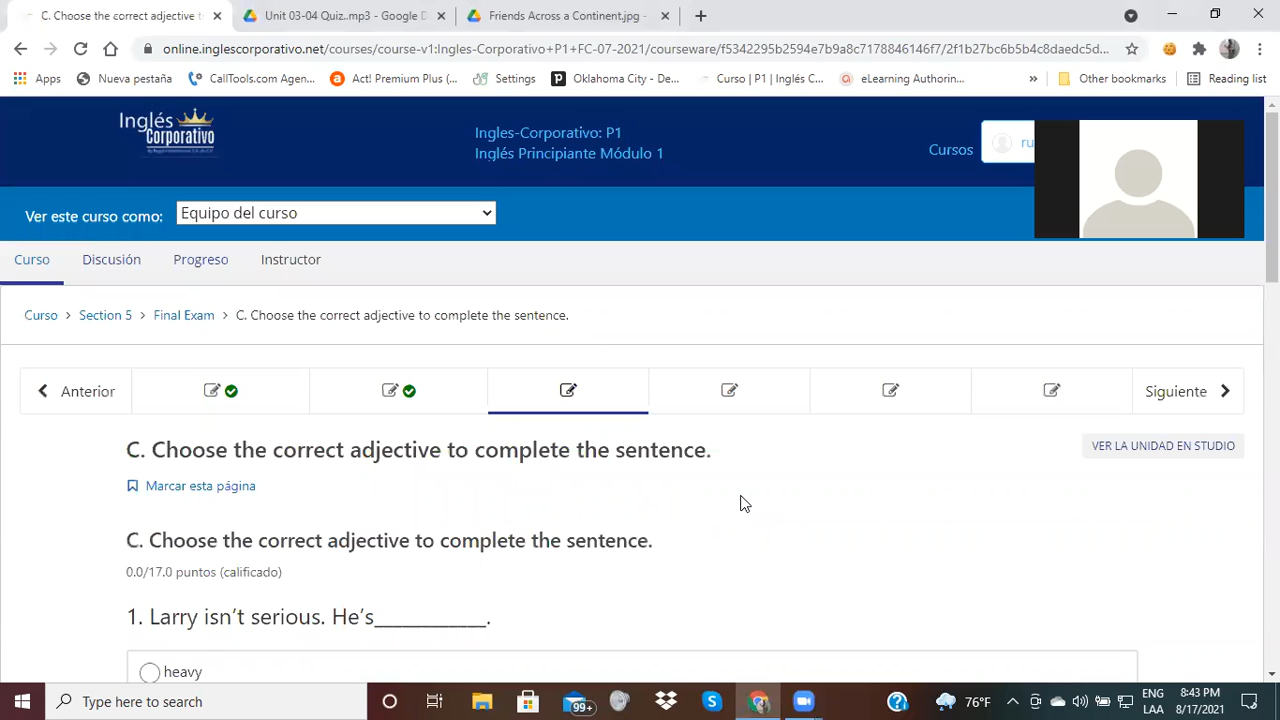 C. Choose the correct adjective t
Unit 03-04 Quiz..mp3 - Google D
Friends Across a Continent.jpg -
online.inglescorporativo.net/courses/course-v1:Ingles-Corporativo+P1+FC-07-2021/courseware/f5342295b2594e7b9a8c7178846146f7/2f1b27bc6b5b4c8daedc5d...
Apps Nueva pestaña CallTools.com Agen... Act! Premium Plus (... Settings Oklahoma City - De... Curso | P1 | Inglés C... eLearning Authorin... » Other bookmarks Reading list
Inglés
Corporativo
Ingles-Corporativo: P1
Inglés Principiante Módulo 1
Cursos
ru
Ver este curso como: Equipo del curso
Curso Discusión Progreso Instructor
Curso > Section 5 > Final Exam > C. Choose the correct adjective to complete the sentence.
Anterior
Siguiente
C. Choose the correct adjective to complete the sentence.
VER LA UNIDAD EN STUDIO
Marcar esta página
C. Choose the correct adjective to complete the sentence.
0.0/17.0 puntos (calificado)
1. Larry isn’t serious. He’s____________.
heavy
Type here to search
99+
76°F
ENG
LAA
8:43 PM
8/17/2021